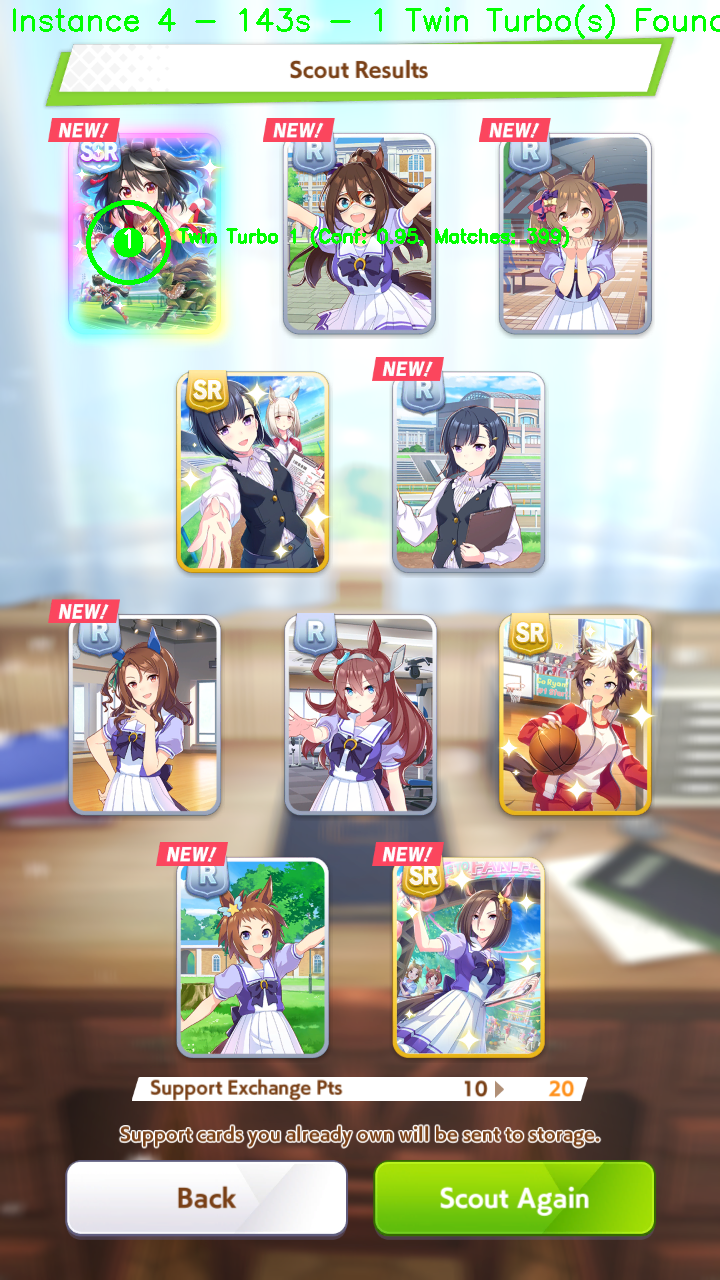 Instance 4 - 143s - 1 Twin Turbo(s) Found
Scout Results
NEW! NEW! NEW!
SSR R R
1 Twin Turbo 1 (Conf: 0.95, Matches: 399)
NEW!
SR R
NEW!
R R SR
NEW! NEW!
R SR
Support Exchange Pts 10 20
Support cards you already own will be sent to storage.
Back Scout Again